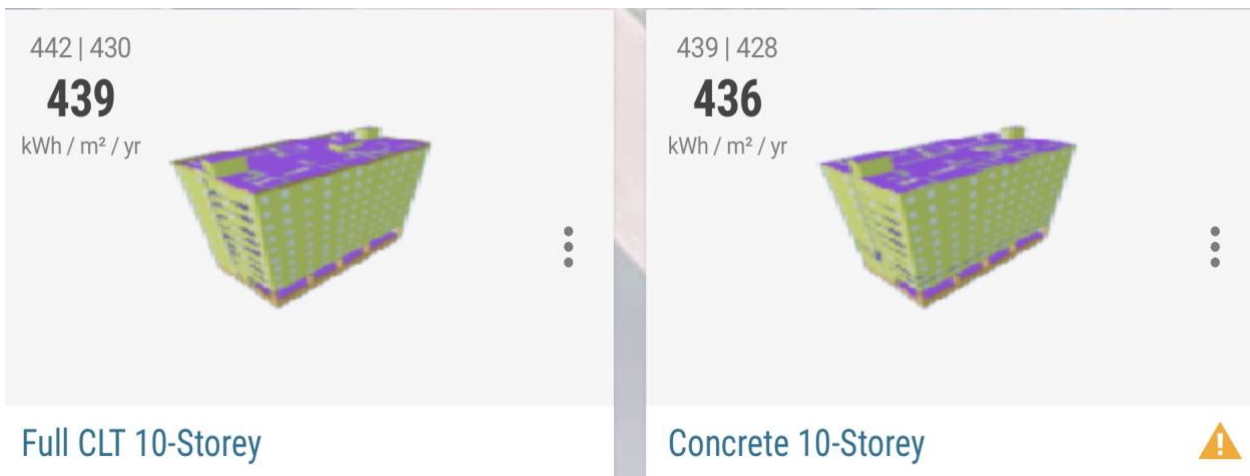 442 | 430
439
kWh / m² / yr
Full CLT 10-Storey
439 | 428
436
kWh / m² / yr
Concrete 10-Storey